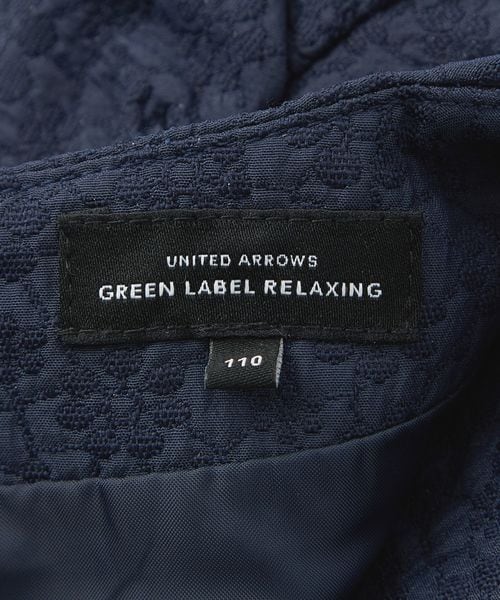 UNITED ARROWS
GREEN LABEL RELAXING
110